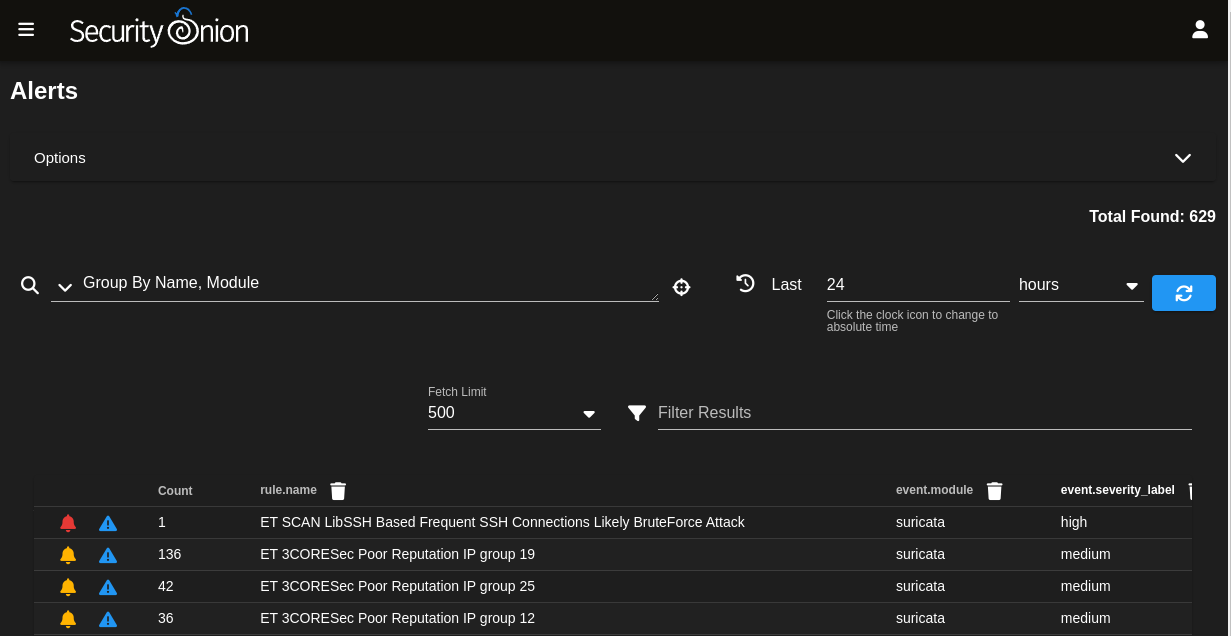 Security Onion
Alerts
Options
Total Found: 629
Group By Name, Module
Last
24
hours
Click the clock icon to change to
absolute time
Fetch Limit
500
Filter Results
Count rule.name event.module event.severity_label
1 ET SCAN LibSSH Based Frequent SSH Connections Likely BruteForce Attack suricata high
136 ET 3CORESec Poor Reputation IP group 19 suricata medium
42 ET 3CORESec Poor Reputation IP group 25 suricata medium
36 ET 3CORESec Poor Reputation IP group 12 suricata medium